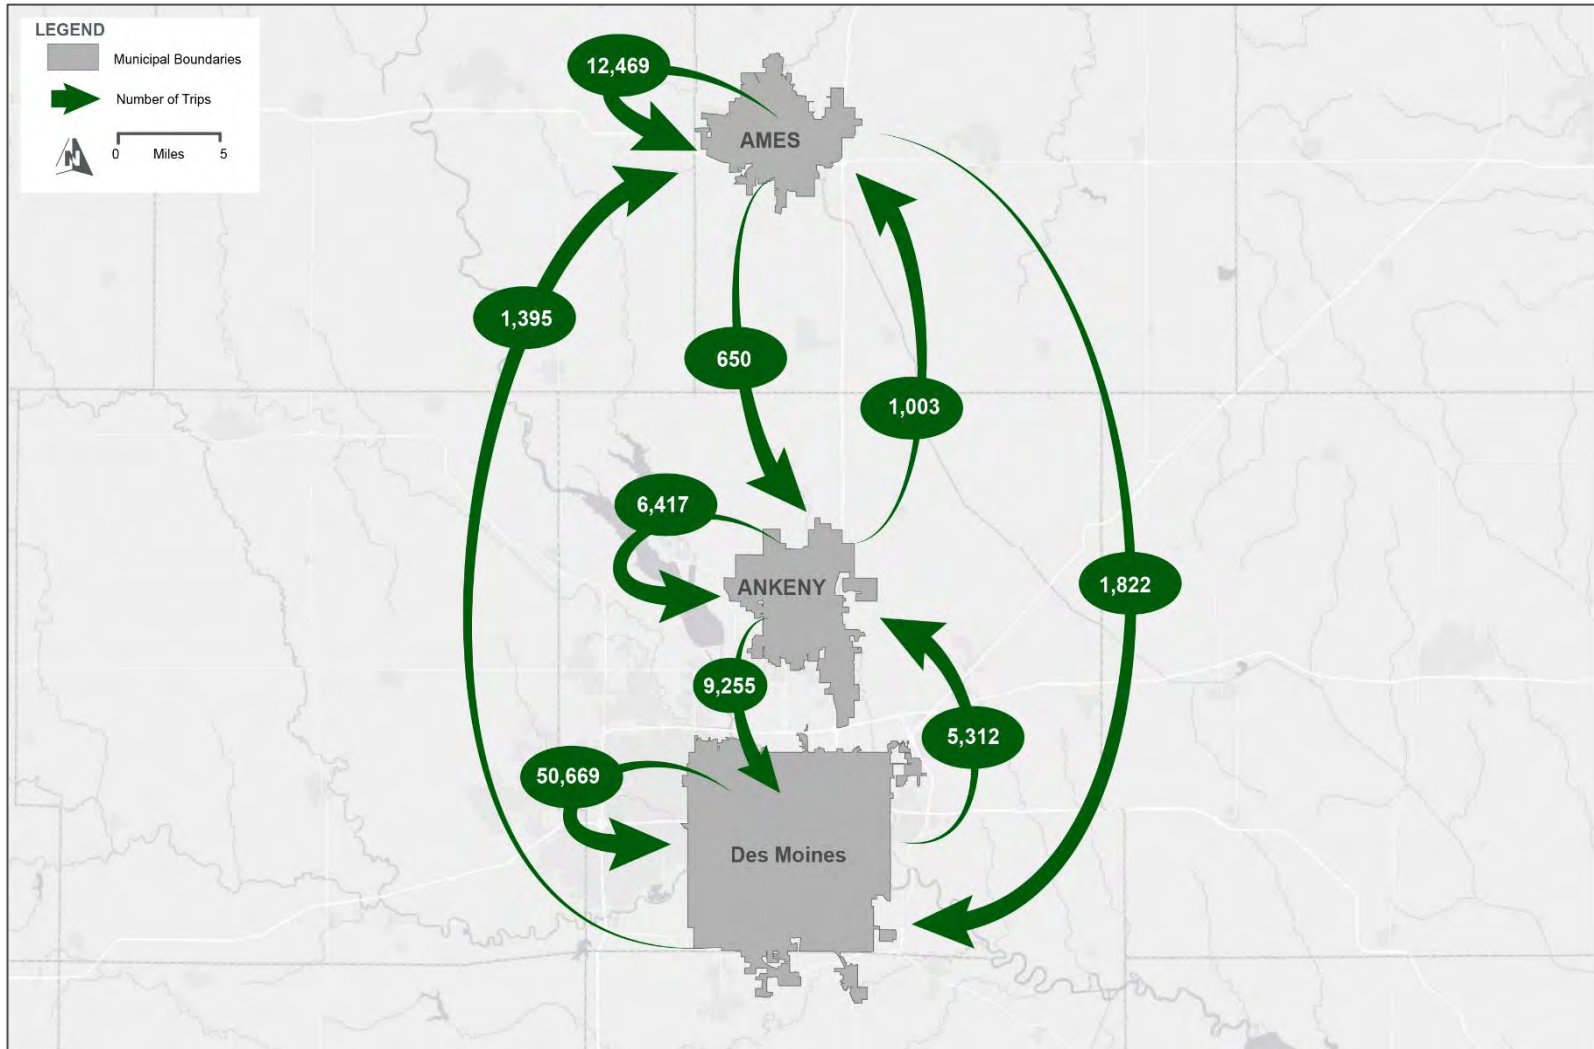 LEGEND
Municipal Boundaries
Number of Trips
N
0 Miles 5
12,469
AMES
1,395
650
1,003
6,417
ANKENY
1,822
9,255
5,312
50,669
Des Moines